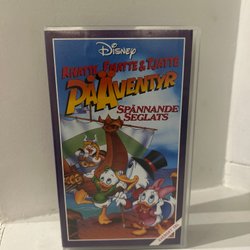 Disney
KNATTE, FNATTE & TJATTE
PÅ ÄVENTYR
SPÄNNANDE
SEGLATS